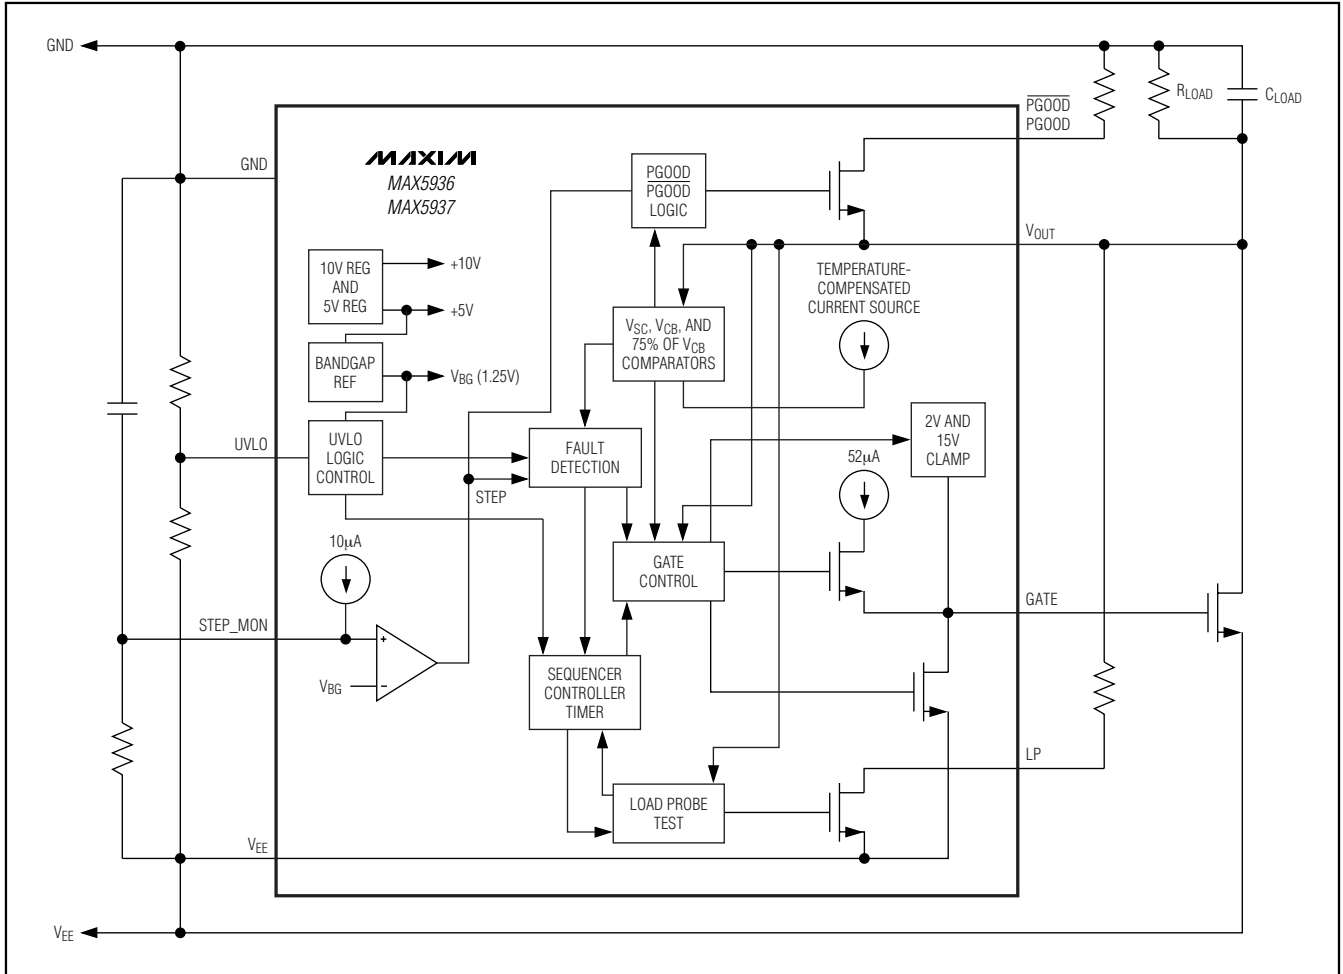 GND
PGOOD
PGOOD
RLOAD
CLOAD
GND
MAXIM
MAX5936
MAX5937
PGOOD
PGOOD
LOGIC
VOUT
10V REG
AND
5V REG
+10V
+5V
TEMPERATURE-
COMPENSATED
CURRENT SOURCE
VSC, VCB, AND
75% OF VCB
COMPARATORS
BANDGAP
REF
VBG (1.25V)
UVLO
UVLO
LOGIC
CONTROL
FAULT
DETECTION
STEP
2V AND
15V
CLAMP
52µA
10µA
GATE
CONTROL
GATE
STEP_MON
+
VBG
–
SEQUENCER
CONTROLLER
TIMER
LP
LOAD PROBE
TEST
VEE
VEE